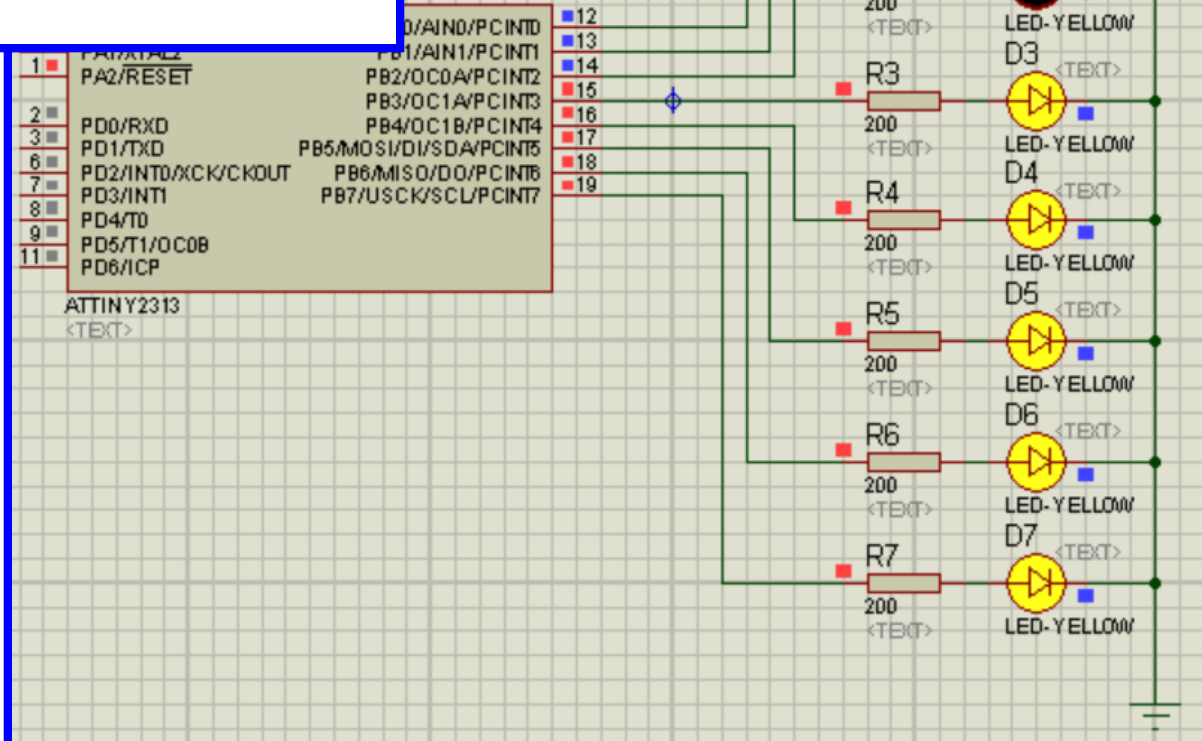 0/AIN0/PCINT0
12
PA1/XTAL2
PB1/AIN1/PCINT1
13
1
PA2/RESET
PB2/OC0A/PCINT2
14
PB3/OC1A/PCINT3
15
2
PD0/RXD
PB4/OC1B/PCINT4
16
3
PD1/TXD
PB5/MOSI/DI/SDA/PCINT5
17
6
PD2/INT0/XCK/CKOUT
PB6/MISO/DO/PCINT6
18
7
PD3/INT1
PB7/USCK/SCL/PCINT7
19
8
PD4/T0
9
PD5/T1/OC0B
11
PD6/ICP
ATTINY2313
<TEXT>
200
<TEXT>
LED-YELLOW
R3
200
<TEXT>
D3
<TEXT>
LED-YELLOW
R4
200
<TEXT>
D4
<TEXT>
LED-YELLOW
R5
200
<TEXT>
D5
<TEXT>
LED-YELLOW
R6
200
<TEXT>
D6
<TEXT>
LED-YELLOW
R7
200
<TEXT>
D7
<TEXT>
LED-YELLOW